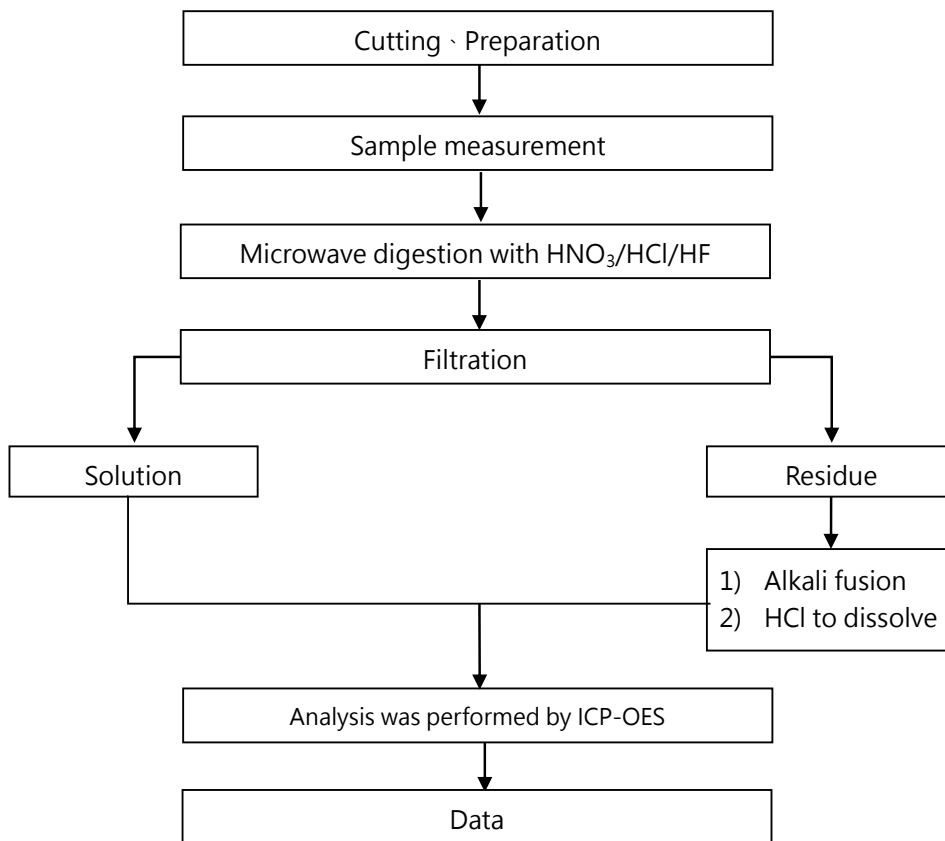 Cutting、Preparation
Sample measurement
Microwave digestion with HNO₃/HCl/HF
Filtration
Solution
Residue
1) Alkali fusion
2) HCl to dissolve
Analysis was performed by ICP-OES
Data